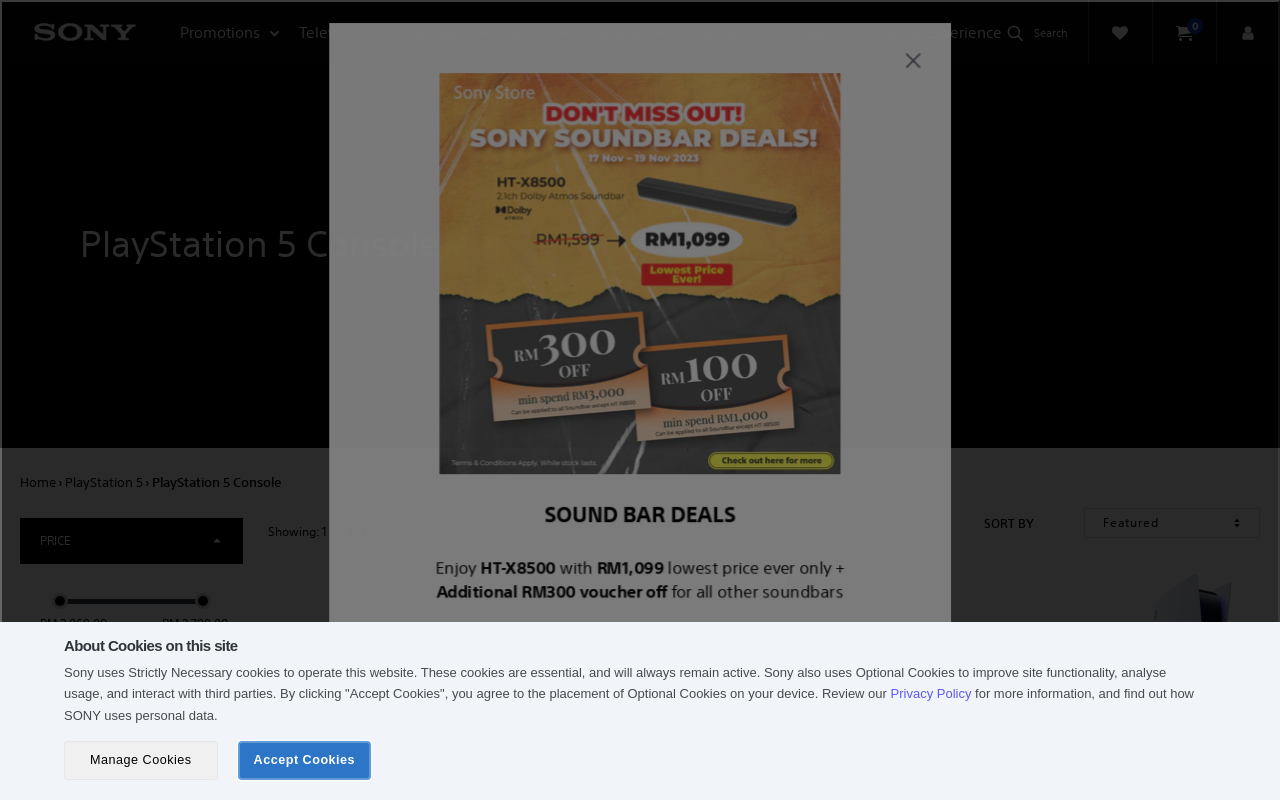 SONY
Promotions
erience
Search
0
Sony Store
DON'T MISS OUT!
SONY SOUNDBAR DEALS!
17 Nov – 19 Nov 2023
HT-X8500
2.1ch Dolby Atmos Soundbar
Dolby
ATMOS
RM1,599
RM1,099
Lowest Price
Ever!
RM300
OFF
min spend RM3,000
Can be applied to all Soundbar except HT-X8500
RM100
OFF
min spend RM1,000
Can be applied to all Soundbar except HT-X8500
Terms & Conditions Apply. While stock lasts.
Check out here for more
PlayStation 5 Console
Home › PlayStation 5 › PlayStation 5 Console
PRICE
Showing: 1
SORT BY
Featured
SOUND BAR DEALS
Enjoy HT-X8500 with RM1,099 lowest price ever only +
Additional RM300 voucher off for all other soundbars
About Cookies on this site
Sony uses Strictly Necessary cookies to operate this website. These cookies are essential, and will always remain active. Sony also uses Optional Cookies to improve site functionality, analyse
usage, and interact with third parties. By clicking "Accept Cookies", you agree to the placement of Optional Cookies on your device. Review our Privacy Policy for more information, and find out how
SONY uses personal data.
Manage Cookies
Accept Cookies